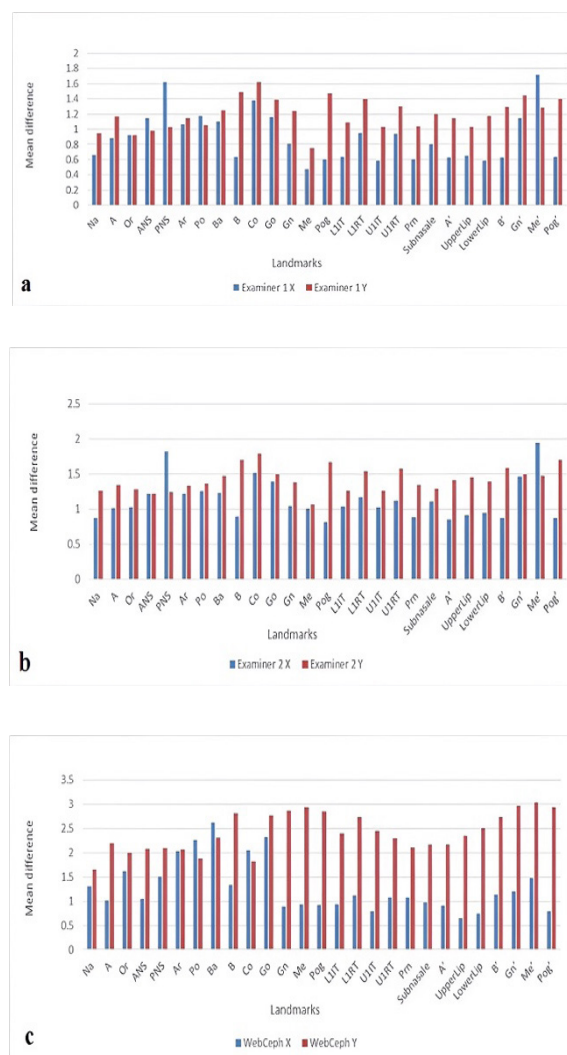 2
1.8
1.6
1.4
1.2
1
0.8
0.6
0.4
0.2
0
Mean difference
Na A Or ANS PNS Ar Po Ba B Co Go Gn Me Pog L1IT L1RT U1IT U1RT Prn Subnasale A' UpperLip LowerLip B' Gn' Me' Pog'
Landmarks
a
Examiner 1 X Examiner 1 Y
2.5
2
1.5
1
0.5
0
Mean difference
Na A Or ANS PNS Ar Po Ba B Co Go Gn Me Pog L1IT L1RT U1IT U1RT Prn Subnasale A' UpperLip LowerLip B' Gn' Me' Pog'
Landmarks
b
Examiner 2 X Examiner 2 Y
3.5
3
2.5
2
1.5
1
0.5
0
Mean difference
Na A Or ANS PNS Ar Po Ba B Co Go Gn Me Pog L1IT L1RT U1IT U1RT Prn Subnasale A' UpperLip LowerLip B' Gn' Me' Pog'
Landmarks
c
WebCeph X WebCeph Y